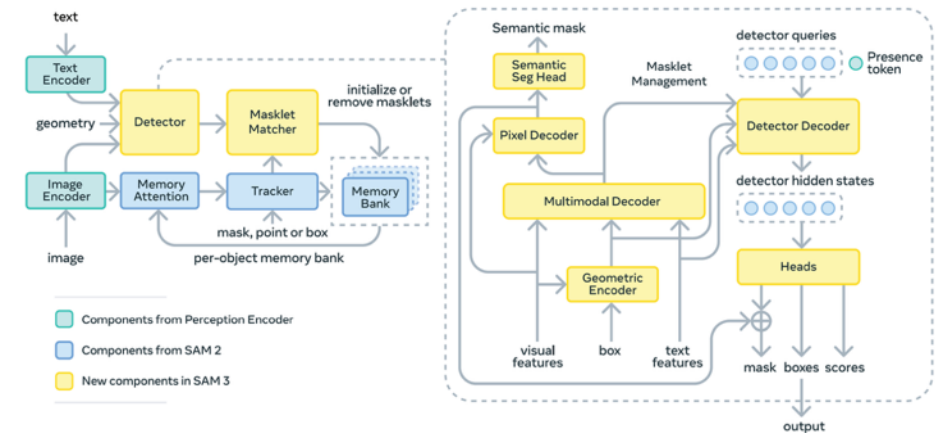 text
Text
Encoder
geometry
Detector
Masklet
Matcher
initialize or
remove masklets
Image
Encoder
Memory
Attention
Tracker
Memory
Bank
mask, point or box
per-object memory bank
image
Components from Perception Encoder
Components from SAM 2
New components in SAM 3
Semantic mask
Semantic
Seg Head
Pixel Decoder
Masklet
Management
Multimodal Decoder
Geometric
Encoder
visual
features
box
text
features
detector queries
Presence
token
Detector Decoder
detector hidden states
Heads
mask boxes scores
output